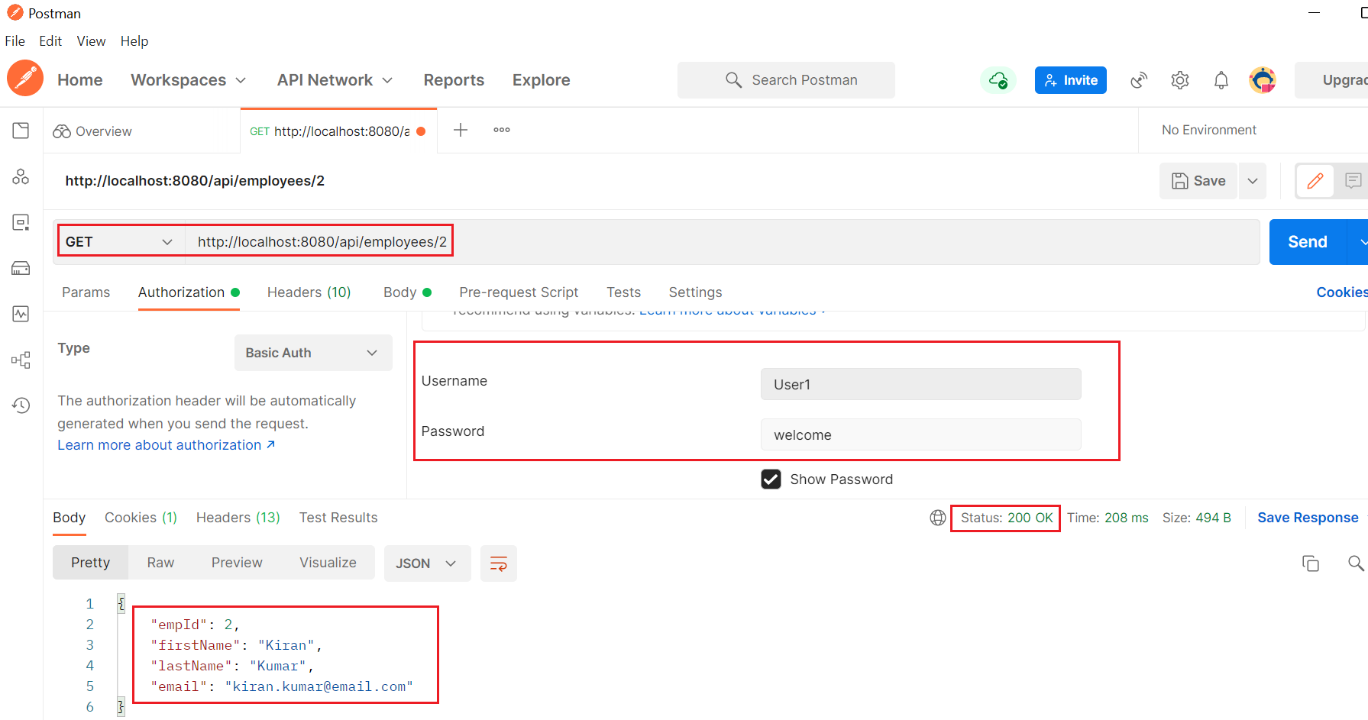 Postman
File Edit View Help
Home Workspaces API Network Reports Explore Search Postman Invite Upgrad
Overview GET http://localhost:8080/a No Environment
http://localhost:8080/api/employees/2 Save
GET http://localhost:8080/api/employees/2 Send
Params Authorization Headers (10) Body Pre-request Script Tests Settings Cookies
recommend using variables. Learn more about variables
Type Basic Auth
Username User1
The authorization header will be automatically
generated when you send the request.
Learn more about authorization ↗
Password welcome
Show Password
Body Cookies (1) Headers (13) Test Results Status: 200 OK Time: 208 ms Size: 494 B Save Response
Pretty Raw Preview Visualize JSON
1 {
2 "empId": 2,
3 "firstName": "Kiran",
4 "lastName": "Kumar",
5 "email": "kiran.kumar@email.com"
6 }